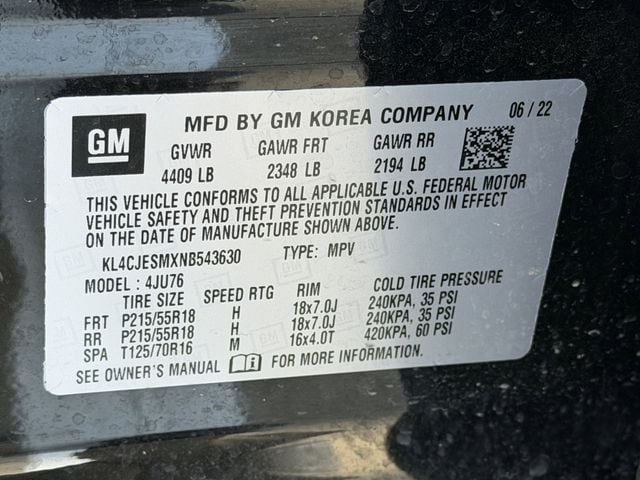 GM MFD BY GM KOREA COMPANY 06 / 22
GVWR GAWR FRT GAWR RR
4409 LB 2348 LB 2194 LB
THIS VEHICLE CONFORMS TO ALL APPLICABLE U.S. FEDERAL MOTOR
VEHICLE SAFETY AND THEFT PREVENTION STANDARDS IN EFFECT
ON THE DATE OF MANUFACTURE SHOWN ABOVE.
KL4CJESMXNB543630 TYPE: MPV
MODEL : 4JU76
TIRE SIZE SPEED RTG RIM COLD TIRE PRESSURE
FRT P215/55R18 H 18x7.0J 240KPA, 35 PSI
RR P215/55R18 H 18x7.0J 240KPA, 35 PSI
SPA T125/70R16 M 16x4.0T 420KPA, 60 PSI
SEE OWNER'S MANUAL FOR MORE INFORMATION.